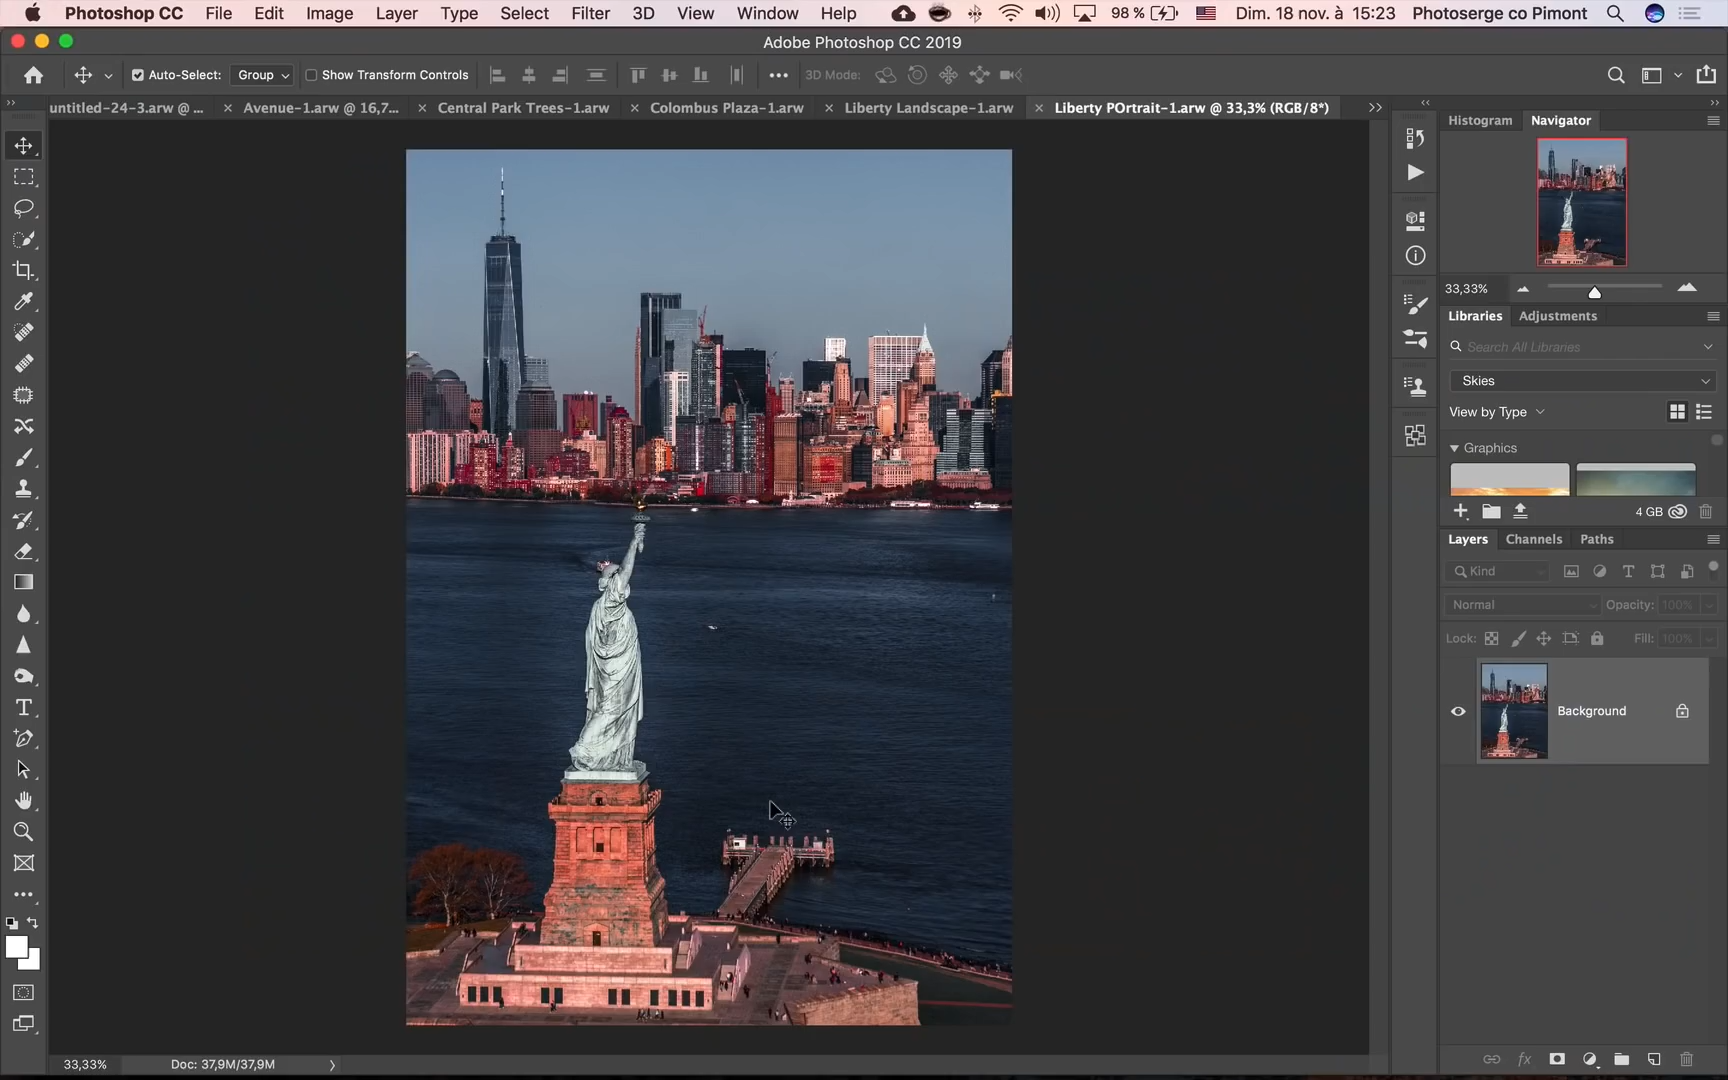 Photoshop CC File Edit Image Layer Type Select Filter 3D View Window Help 98 % Dim. 18 nov. à 15:23 Photoserge co Pimont
Adobe Photoshop CC 2019
Auto-Select: Group Show Transform Controls 3D Mode:
untitled-24-3.arw @ ... Avenue-1.arw @ 16,7... Central Park Trees-1.arw Colombus Plaza-1.arw Liberty Landscape-1.arw Liberty POrtrait-1.arw @ 33,3% (RGB/8*)
Histogram Navigator
33,33%
Libraries Adjustments
Search All Libraries
Skies
View by Type
Graphics
4 GB
Layers Channels Paths
Kind
Normal Opacity: 100%
Lock: Fill: 100%
Background
fx
33,33% Doc: 37,9M/37,9M